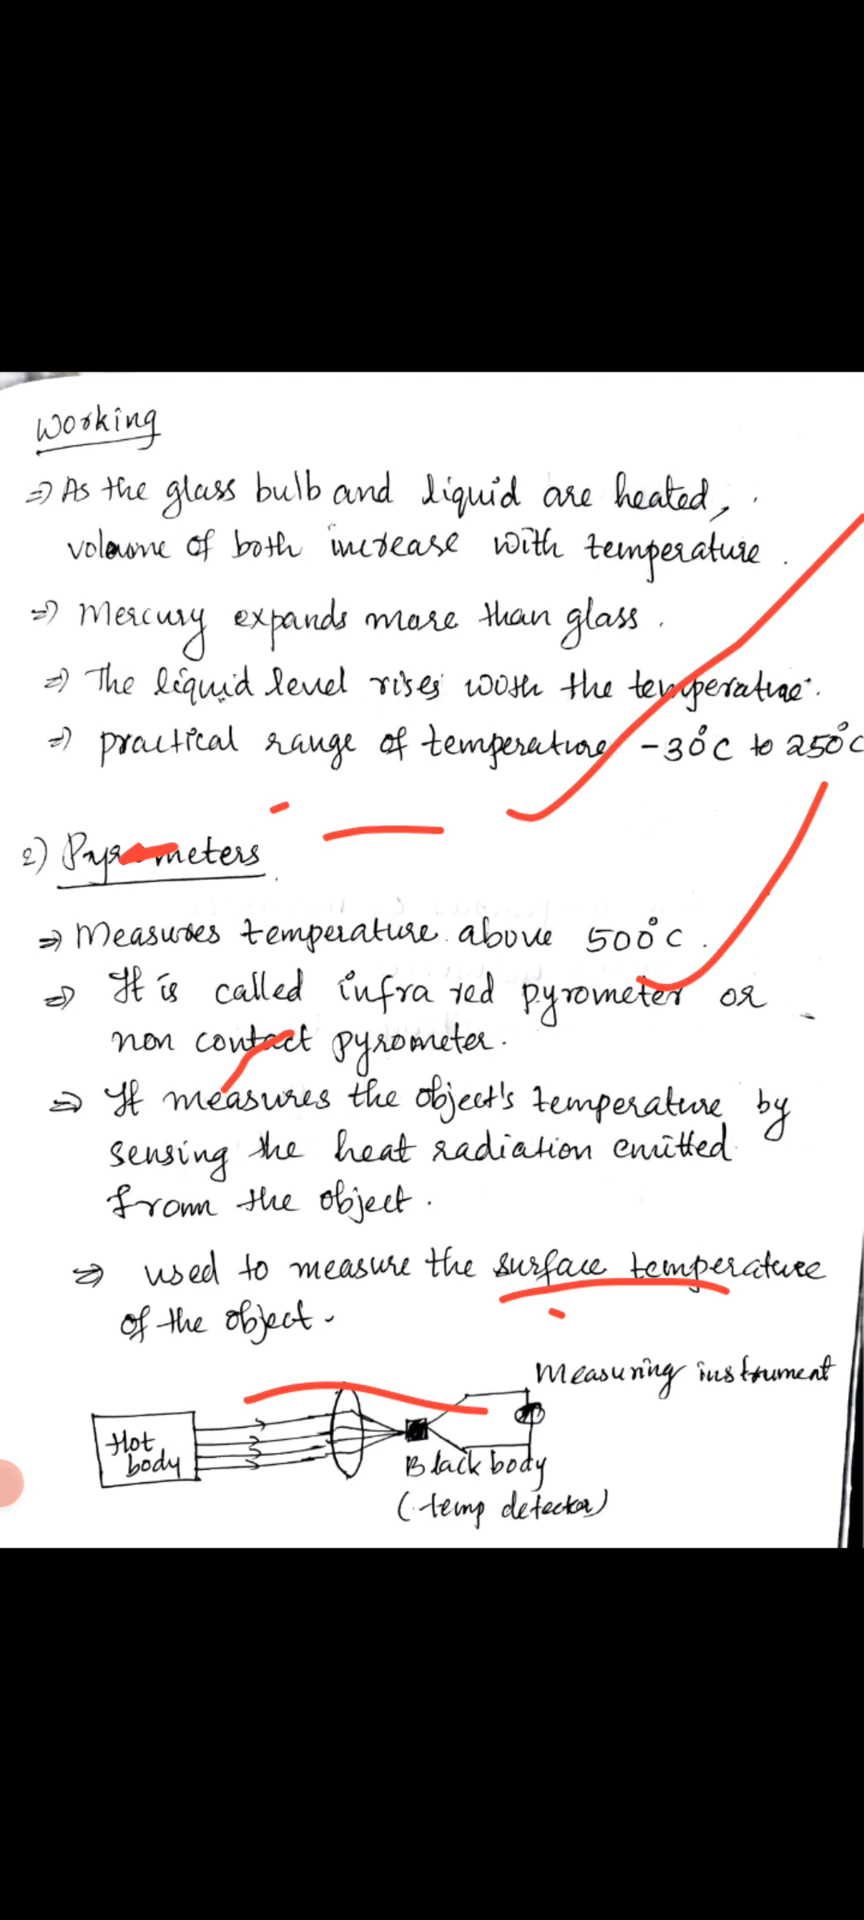 Working
⇒ As the glass bulb and liquid are heated,
volume of both increase with temperature.
⇒ Mercury expands more than glass.
⇒ The liquid level rises with the temperature.
⇒ practical range of temperature -30°C to 250°C
2) Pyrometers
⇒ Measures temperature above 500°C.
⇒ It is called infra red pyrometer or
non contact pyrometer.
⇒ It measures the object's temperature by
sensing the heat radiation emitted
from the object.
⇒ used to measure the surface temperature
of the object.
Measuring instrument
Hot
body
Black body
(temp detector)